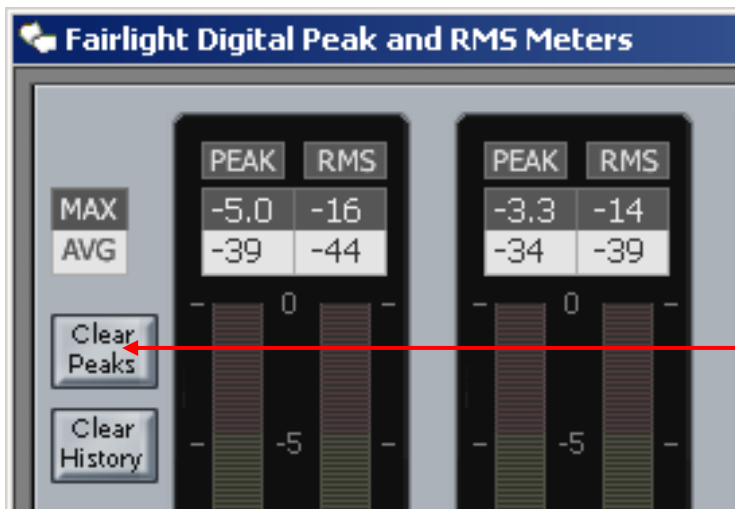 Fairlight Digital Peak and RMS Meters
PEAK RMS PEAK RMS
MAX -5.0 -16 -3.3 -14
AVG -39 -44 -34 -39
- 0 - - 0 -
Clear
Peaks
Clear
History
- -5 - - -5 -